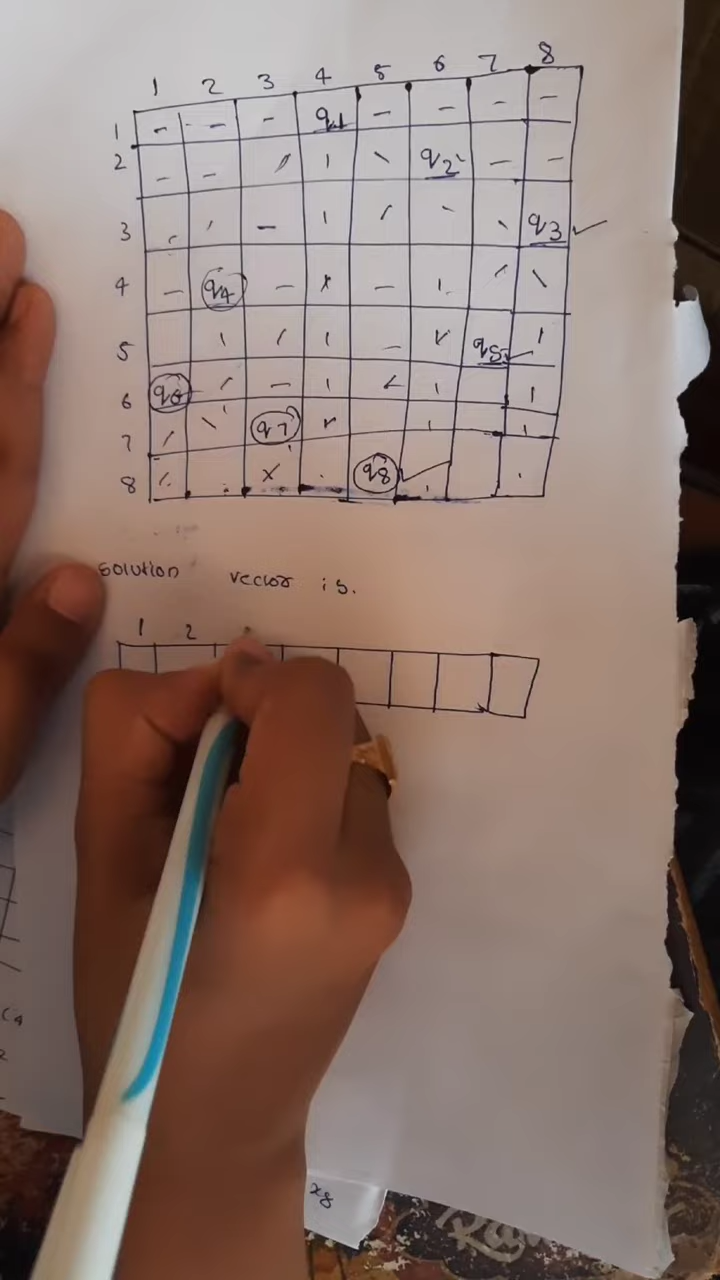 1 2 3 4 5 6 7 8
1 - - - q1 - - - -
2 - - / ı \ q2 - -
3 - / - ı / - \ q3 ✓
4 - q4 - x - ı / \
5 ı / ı - ✓ q5 ✓ ı
6 q6 / - ı ∠ ı ı
7 / \ q7 ✓ ı ı
8 / . x . q8 ✓ ı .
solution vector is.
1 2
x8